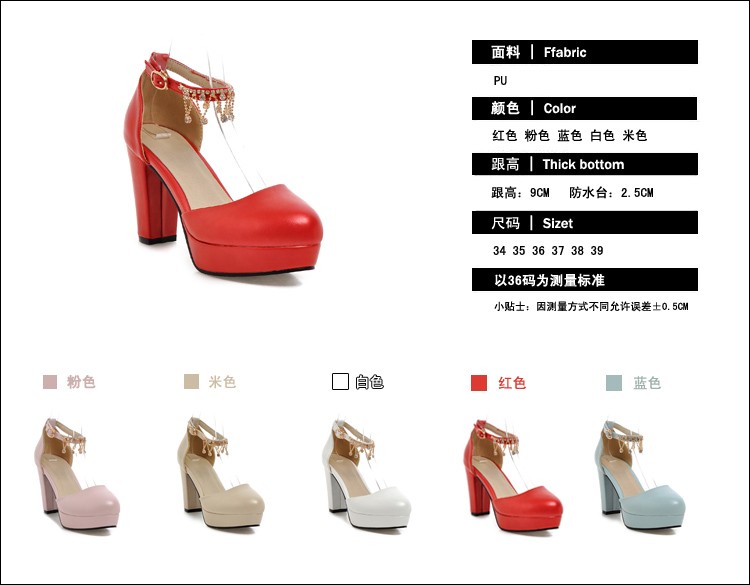 面料 | Ffabric
PU
颜色 | Color
红色 粉色 蓝色 白色 米色
跟高 | Thick bottom
跟高：9CM 防水台：2.5CM
尺码 | Sizet
34 35 36 37 38 39
以36码为测量标准
小贴士：因测量方式不同允许误差±0.5CM
粉色 米色 白色 红色 蓝色